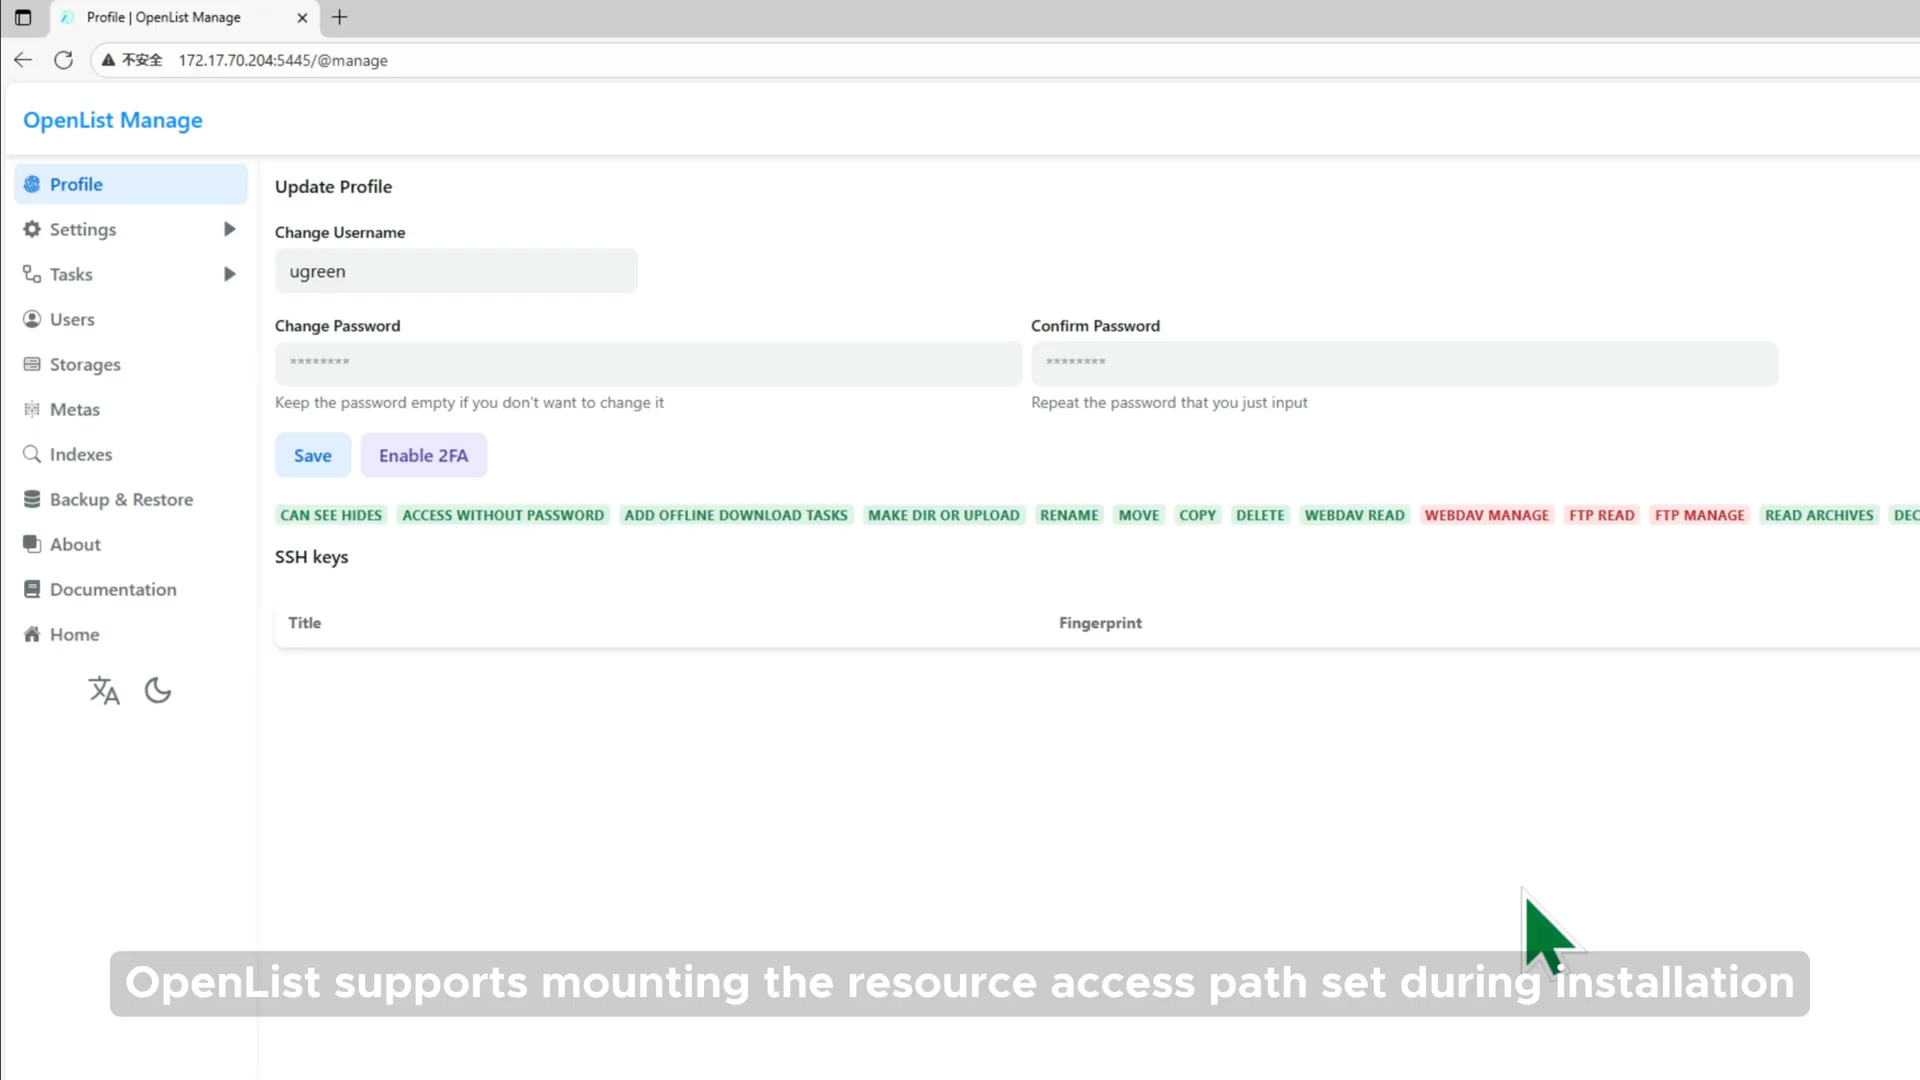 Profile | OpenList Manage
不安全 172.17.70.204:5445/@manage
OpenList Manage
Profile
Settings
Tasks
Users
Storages
Metas
Indexes
Backup & Restore
About
Documentation
Home
Update Profile
Change Username
ugreen
Change Password
Confirm Password
********
********
Keep the password empty if you don't want to change it
Repeat the password that you just input
Save
Enable 2FA
CAN SEE HIDES ACCESS WITHOUT PASSWORD ADD OFFLINE DOWNLOAD TASKS MAKE DIR OR UPLOAD RENAME MOVE COPY DELETE WEBDAV READ WEBDAV MANAGE FTP READ FTP MANAGE READ ARCHIVES DEC
SSH keys
Title
Fingerprint
OpenList supports mounting the resource access path set during installation